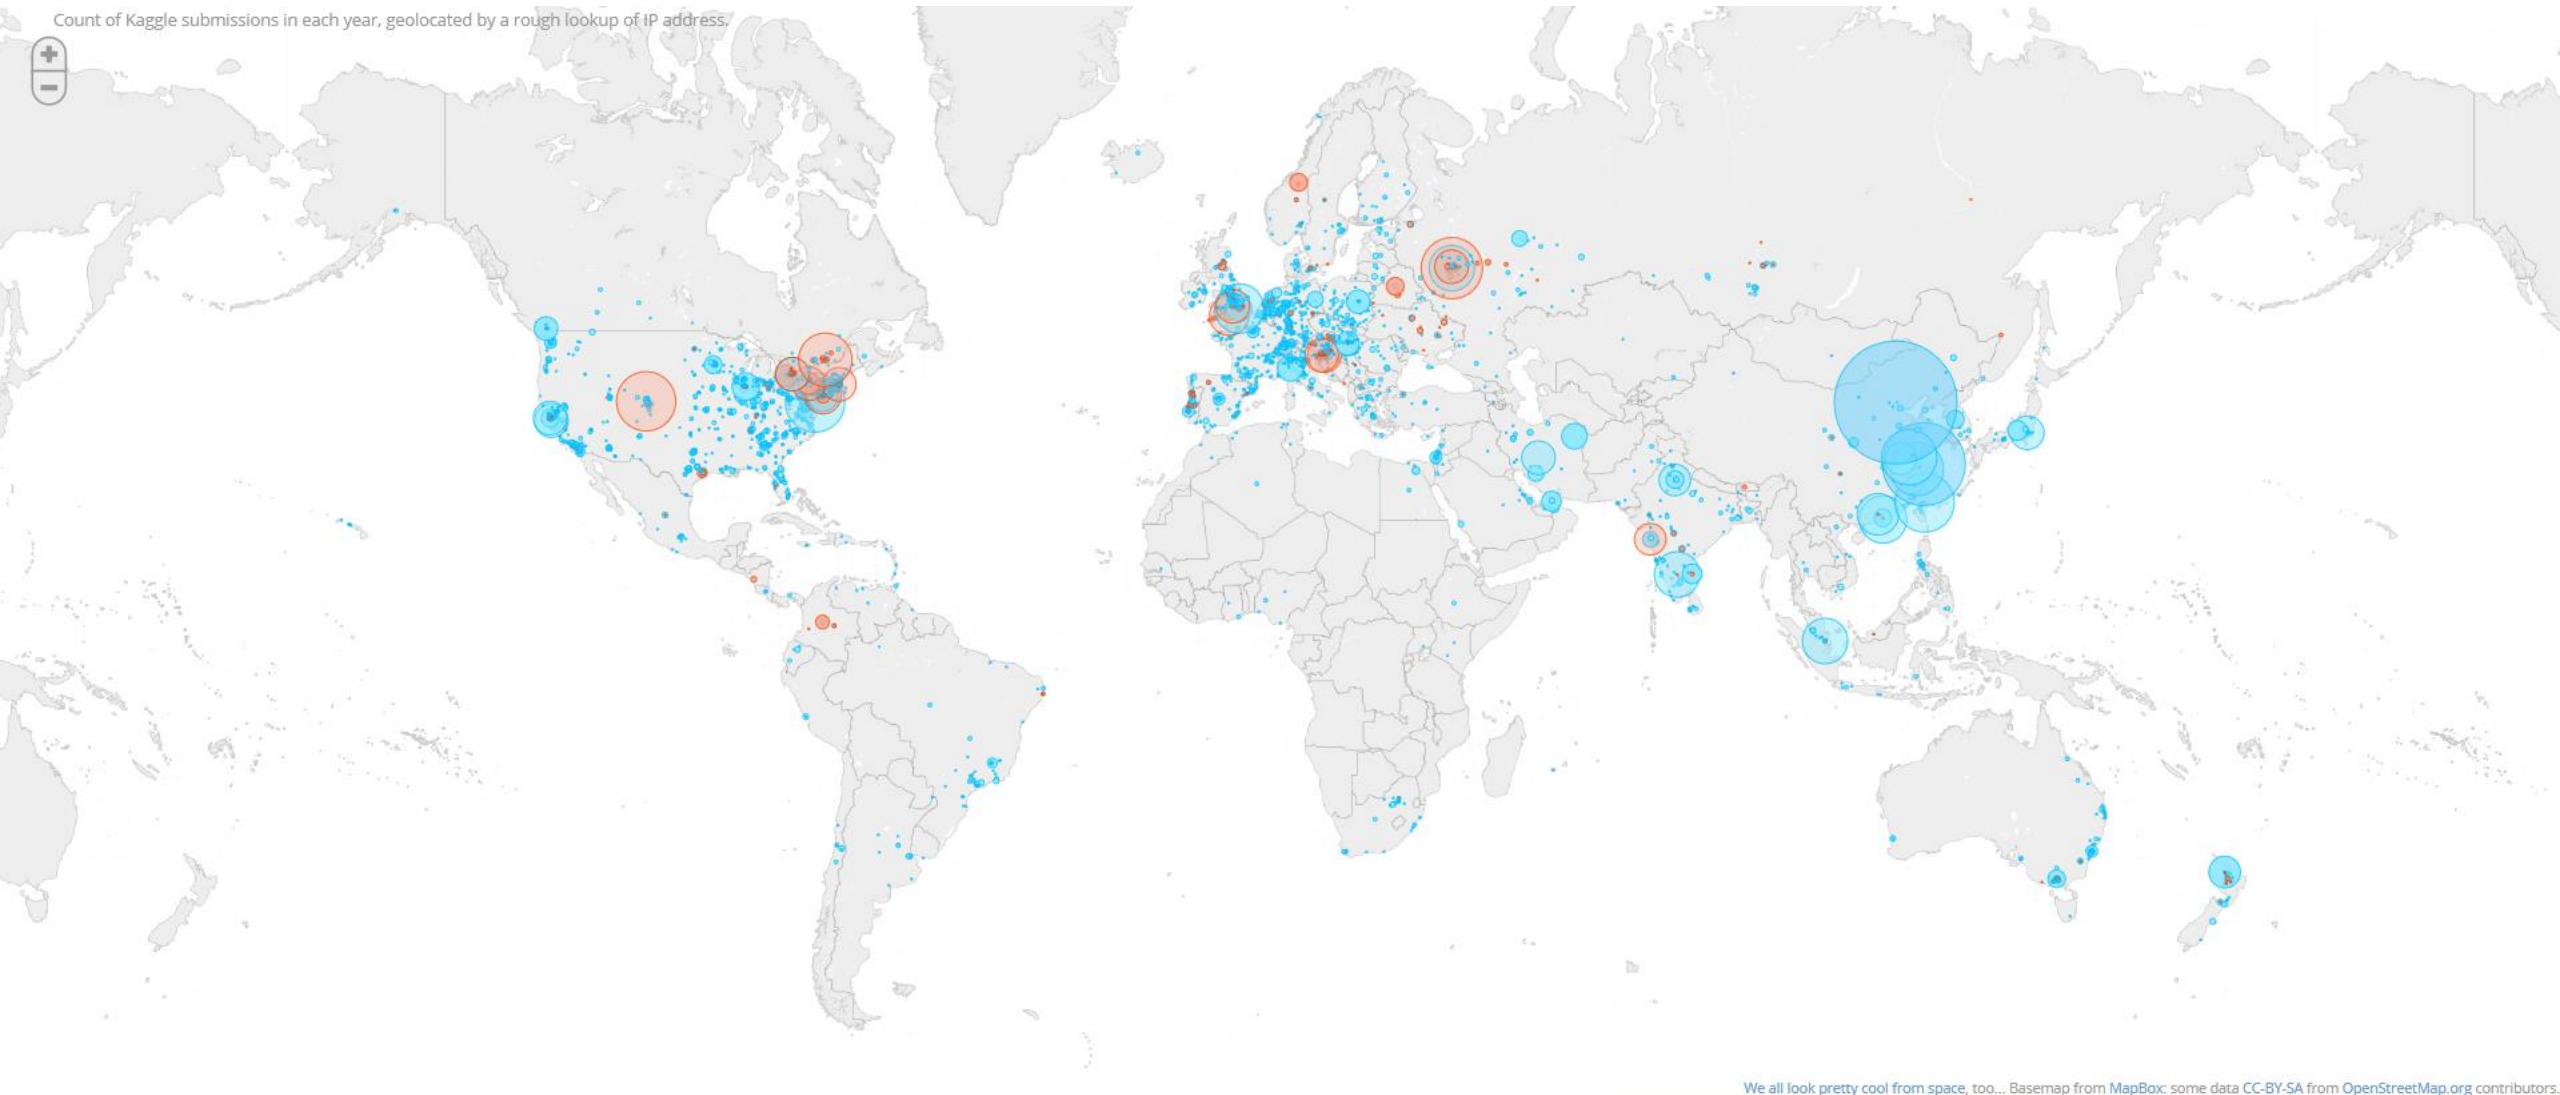 Count of Kaggle submissions in each year, geolocated by a rough lookup of IP address.
We all look pretty cool from space, too... Basemap from MapBox: some data CC-BY-SA from OpenStreetMap.org contributors.